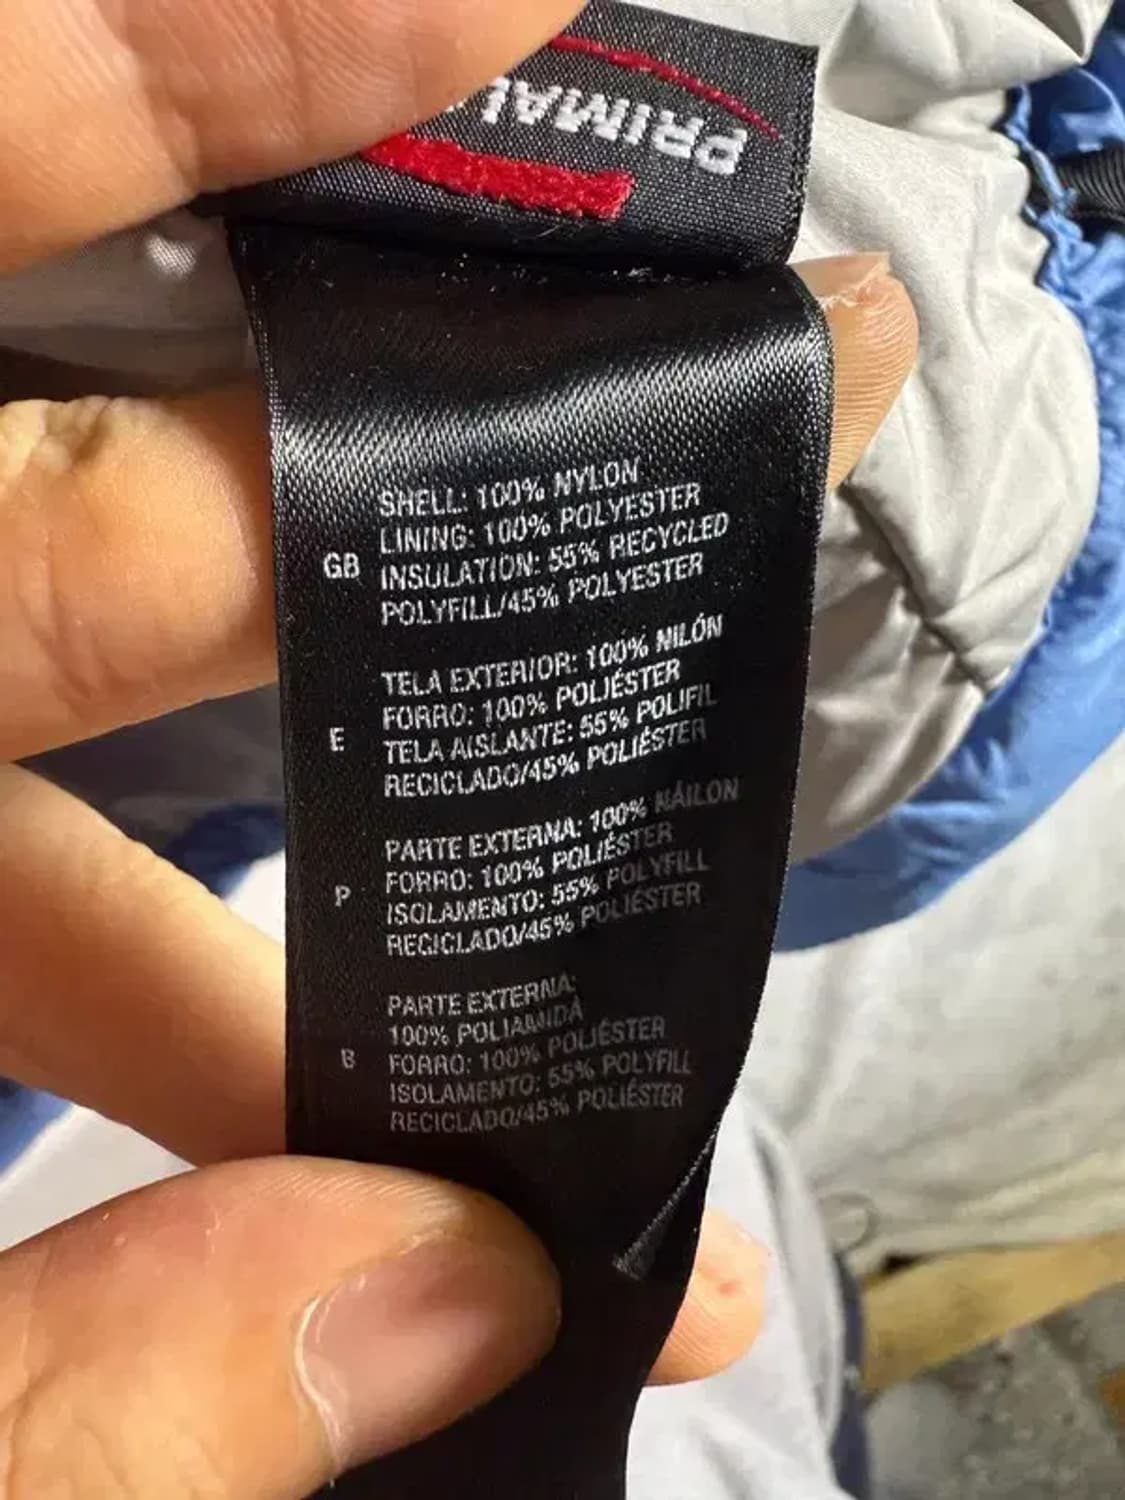 PRIMAL
GB
SHELL: 100% NYLON
LINING: 100% POLYESTER
INSULATION: 55% RECYCLED
POLYFILL/45% POLYESTER
E
TELA EXTERIOR: 100% NILÓN
FORRO: 100% POLIÉSTER
TELA AISLANTE: 55% POLIFIL
RECICLADO/45% POLIÉSTER
P
PARTE EXTERNA: 100% NÁILON
FORRO: 100% POLIÉSTER
ISOLAMENTO: 55% POLYFILL
RECICLADO/45% POLIÉSTER
B
PARTE EXTERNA:
100% POLIAMIDA
FORRO: 100% POLIÉSTER
ISOLAMENTO: 55% POLYFILL
RECICLADO/45% POLIÉSTER